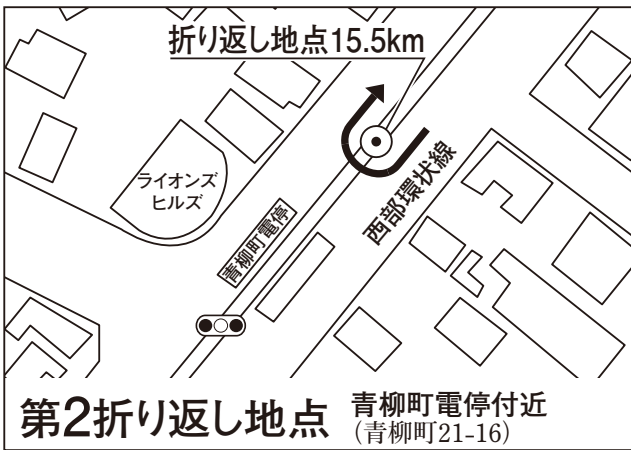 折り返し地点15.5km
ライオンズ
ヒルズ
青柳町電停
西部環状線
第2折り返し地点
青柳町電停付近
(青柳町21-16)